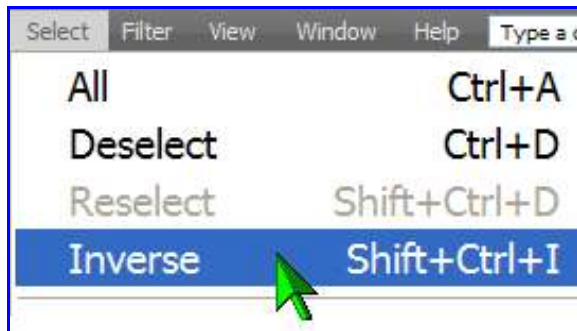 Select Filter View Window Help Type a
All Ctrl+A
Deselect Ctrl+D
Reselect Shift+Ctrl+D
Inverse Shift+Ctrl+I